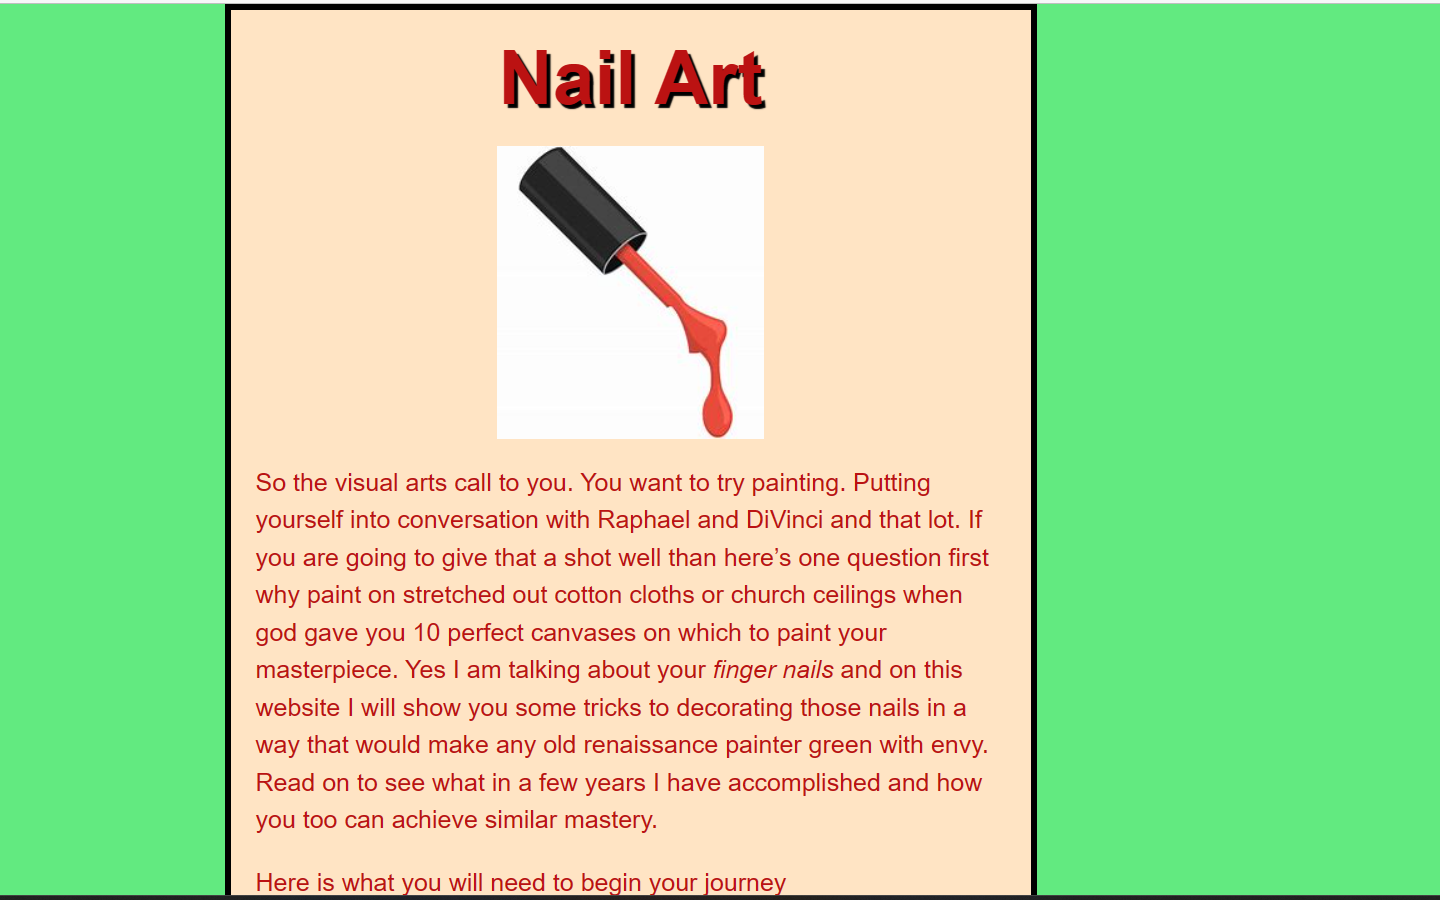 Nail Art
So the visual arts call to you. You want to try painting. Putting
yourself into conversation with Raphael and DiVinci and that lot. If
you are going to give that a shot well than here’s one question first
why paint on stretched out cotton cloths or church ceilings when
god gave you 10 perfect canvases on which to paint your
masterpiece. Yes I am talking about your finger nails and on this
website I will show you some tricks to decorating those nails in a
way that would make any old renaissance painter green with envy.
Read on to see what in a few years I have accomplished and how
you too can achieve similar mastery.
Here is what you will need to begin your journey